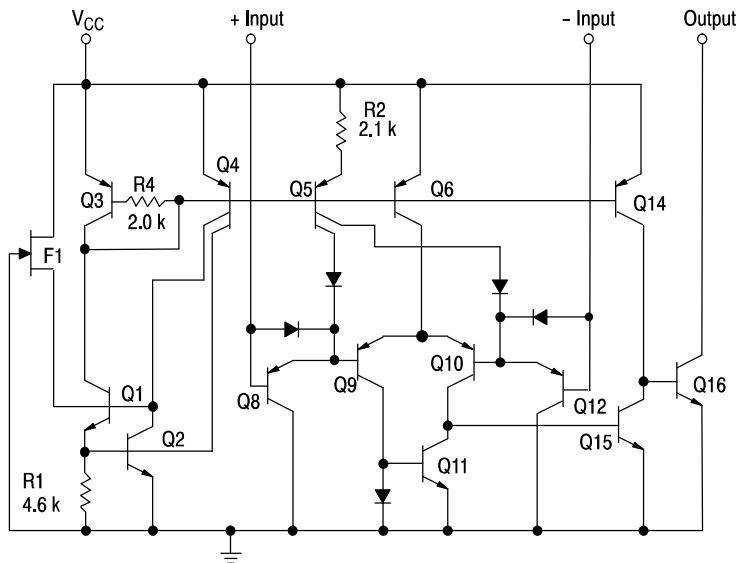 VCC
+ Input
– Input
Output
R2
2.1 k
Q3
R4
2.0 k
Q4
Q5
Q6
Q14
F1
Q1
Q2
Q8
Q9
Q10
Q12
Q16
Q11
Q15
R1
4.6 k